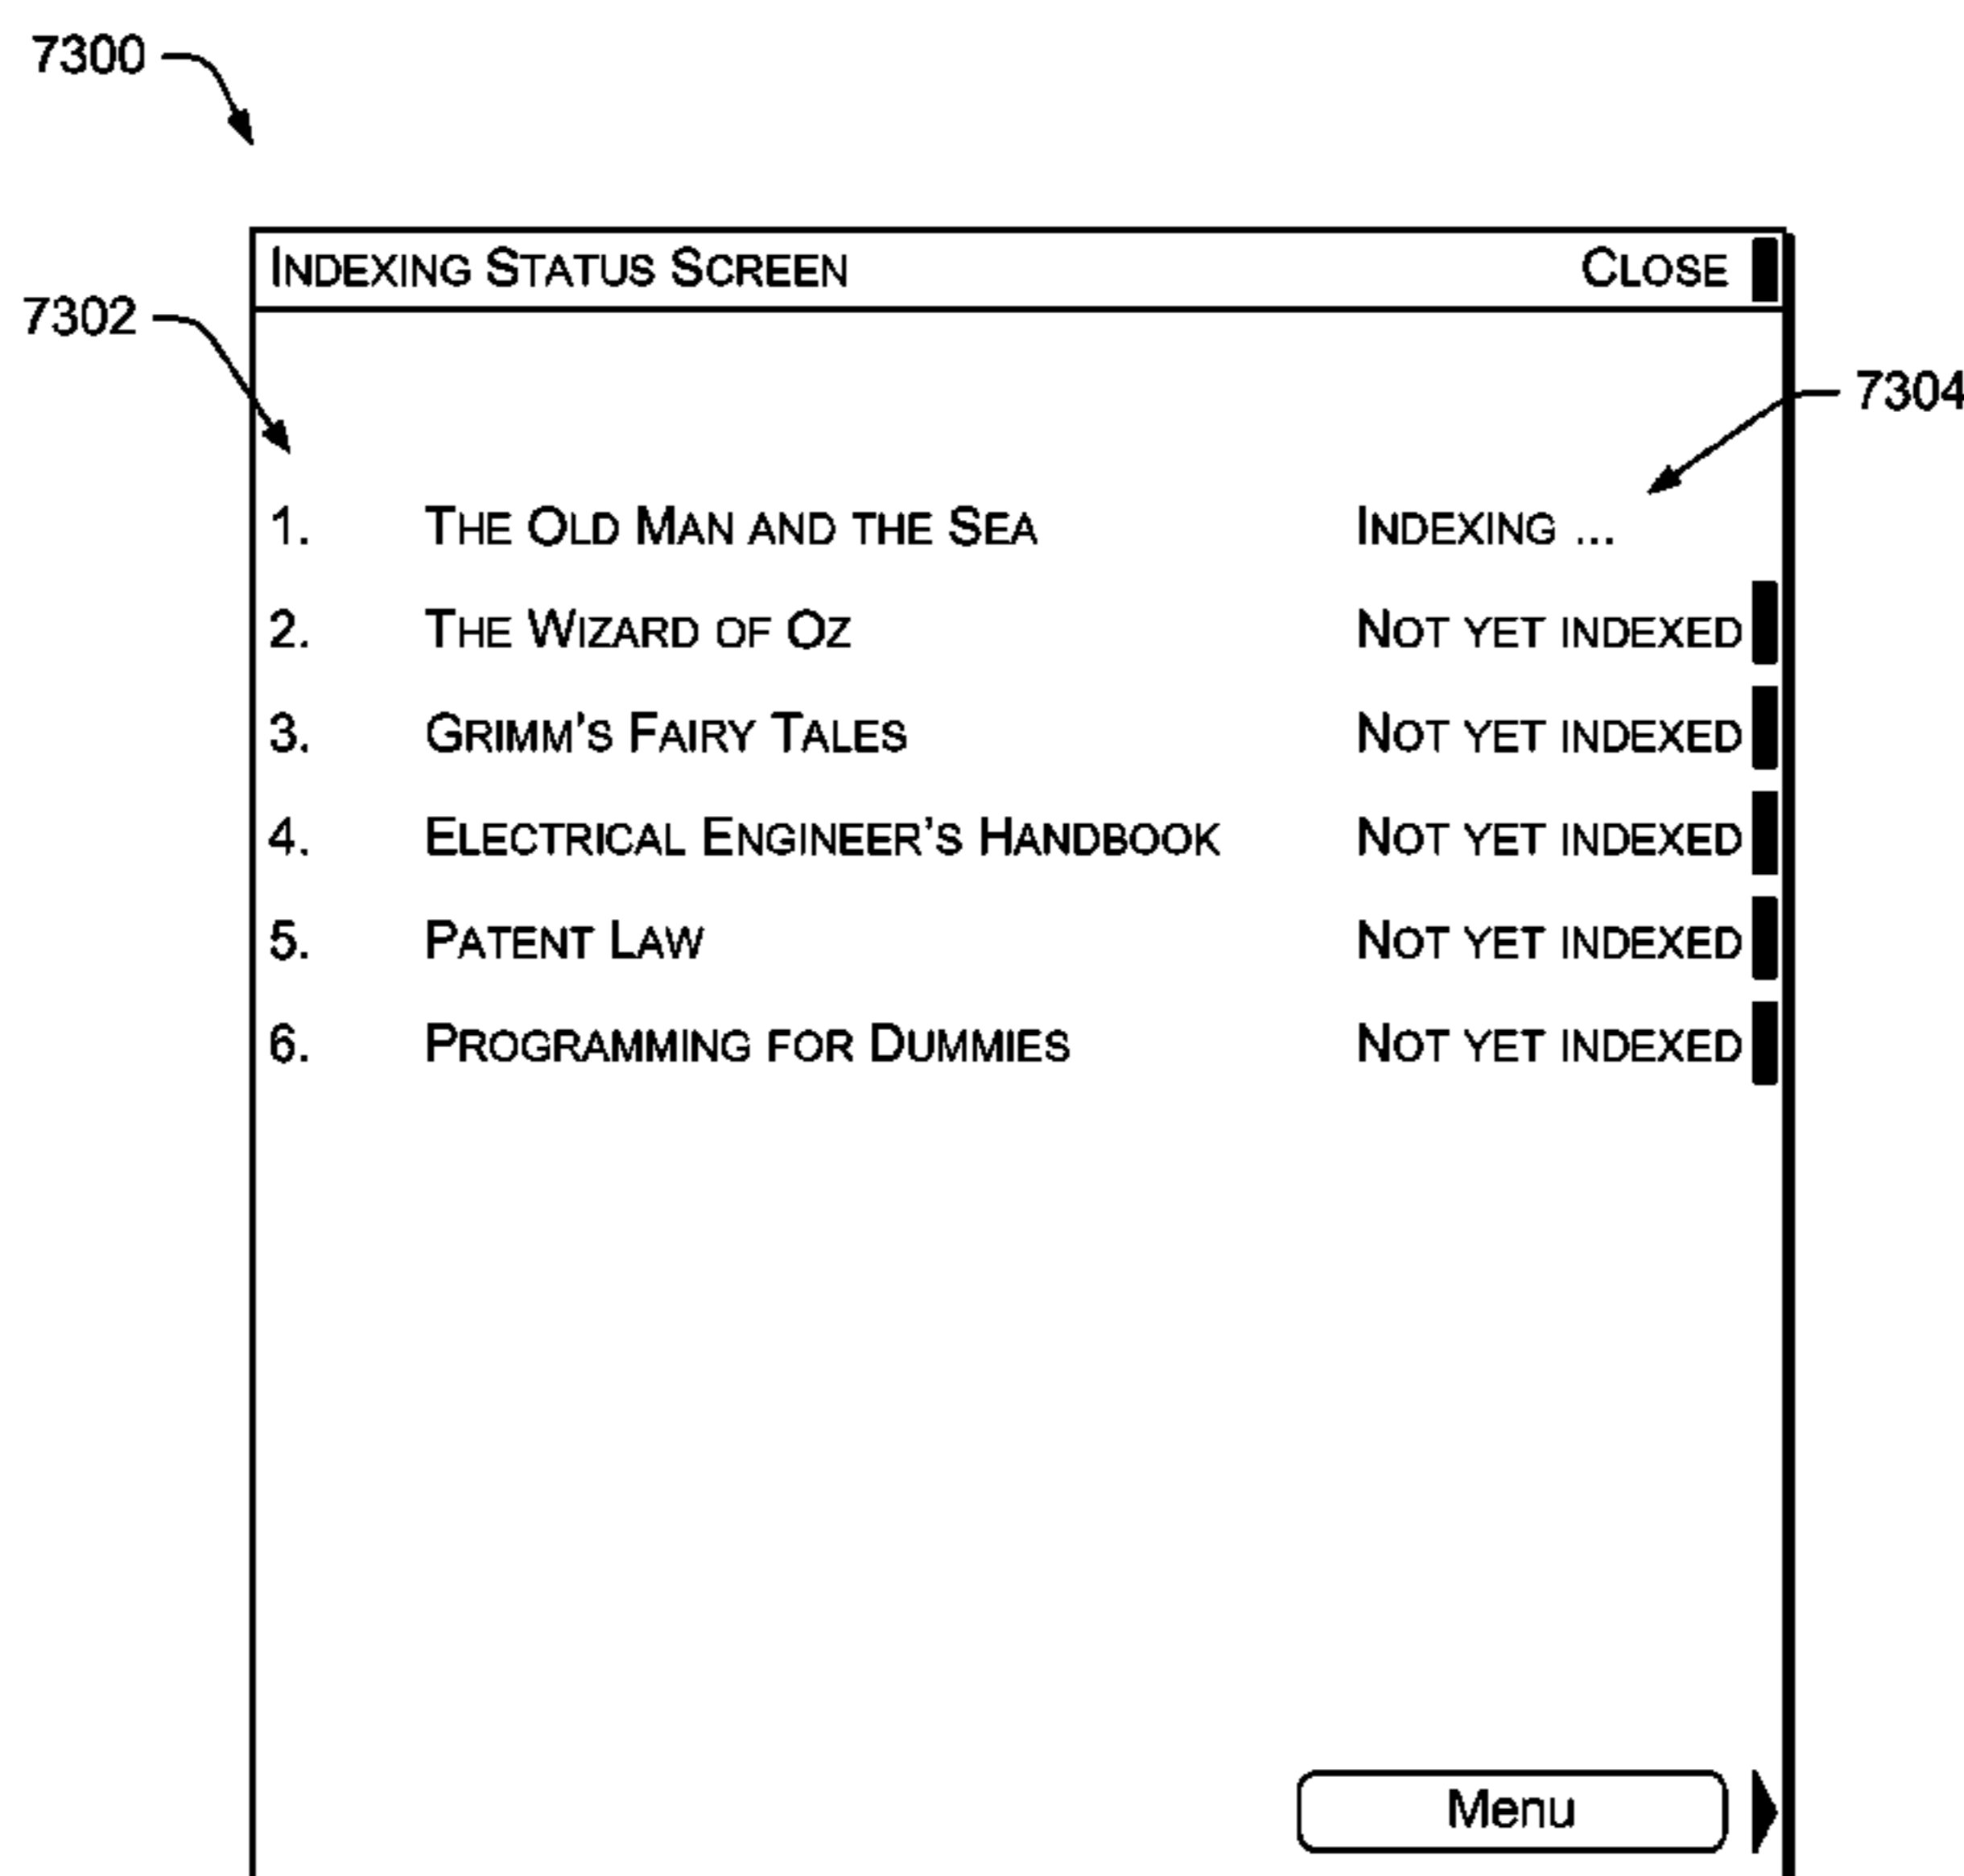 7300
INDEXING STATUS SCREEN CLOSE
7302
7304
1. THE OLD MAN AND THE SEA INDEXING ...
2. THE WIZARD OF OZ NOT YET INDEXED
3. GRIMM'S FAIRY TALES NOT YET INDEXED
4. ELECTRICAL ENGINEER'S HANDBOOK NOT YET INDEXED
5. PATENT LAW NOT YET INDEXED
6. PROGRAMMING FOR DUMMIES NOT YET INDEXED
Menu